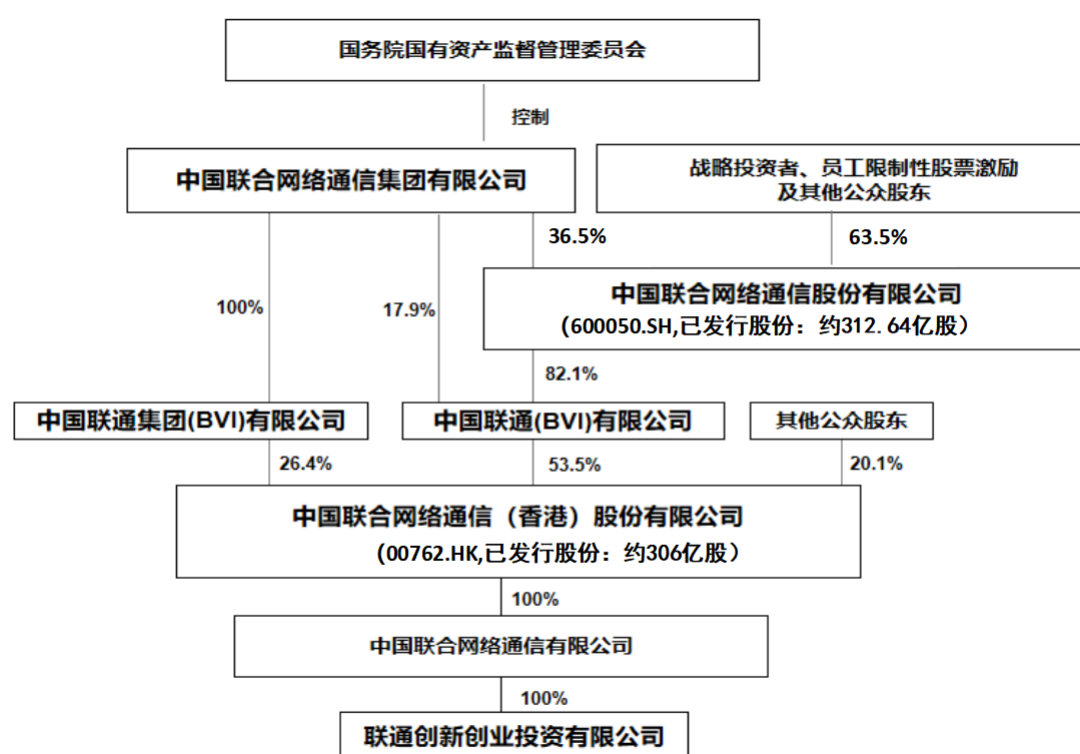 国务院国有资产监督管理委员会
控制
中国联合网络通信集团有限公司
战略投资者、员工限制性股票激励
及其他公众股东
36.5%
63.5%
100%
17.9%
中国联合网络通信股份有限公司
(600050.SH,已发行股份：约312.64亿股）
82.1%
中国联通集团(BVI)有限公司
中国联通(BVI)有限公司
其他公众股东
26.4%
53.5%
20.1%
中国联合网络通信（香港）股份有限公司
(00762.HK,已发行股份：约306亿股）
100%
中国联合网络通信有限公司
100%
联通创新创业投资有限公司